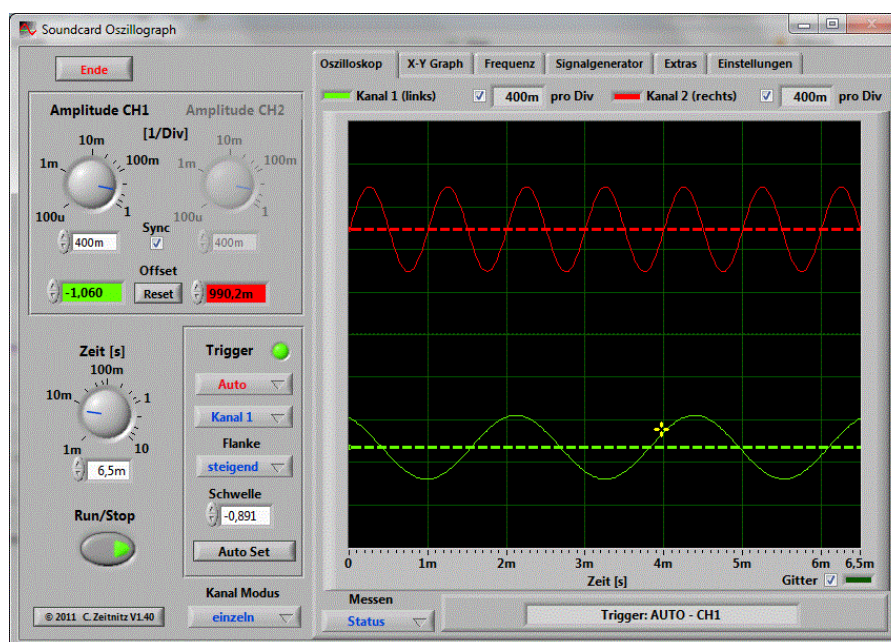 Soundcard Oszillograph
Ende
Amplitude CH1 Amplitude CH2
[1/Div]
10m 10m
1m 100m 1m 100m
100u 1 100u 1
Sync
400m 400m
Offset
-1,060 Reset 990,2m
Zeit [s]
100m
10m 1
1m 10
6,5m
Run/Stop
© 2011 C. Zeitnitz V1.40
Trigger
Auto
Kanal 1
Flanke
steigend
Schwelle
-0,891
Auto Set
Kanal Modus
einzeln
Oszilloskop X-Y Graph Frequenz Signalgenerator Extras Einstellungen
Kanal 1 (links) 400m pro Div Kanal 2 (rechts) 400m pro Div
0 1m 2m 3m 4m 5m 6m 6,5m
Zeit [s] Gitter
Messen
Status
Trigger: AUTO - CH1